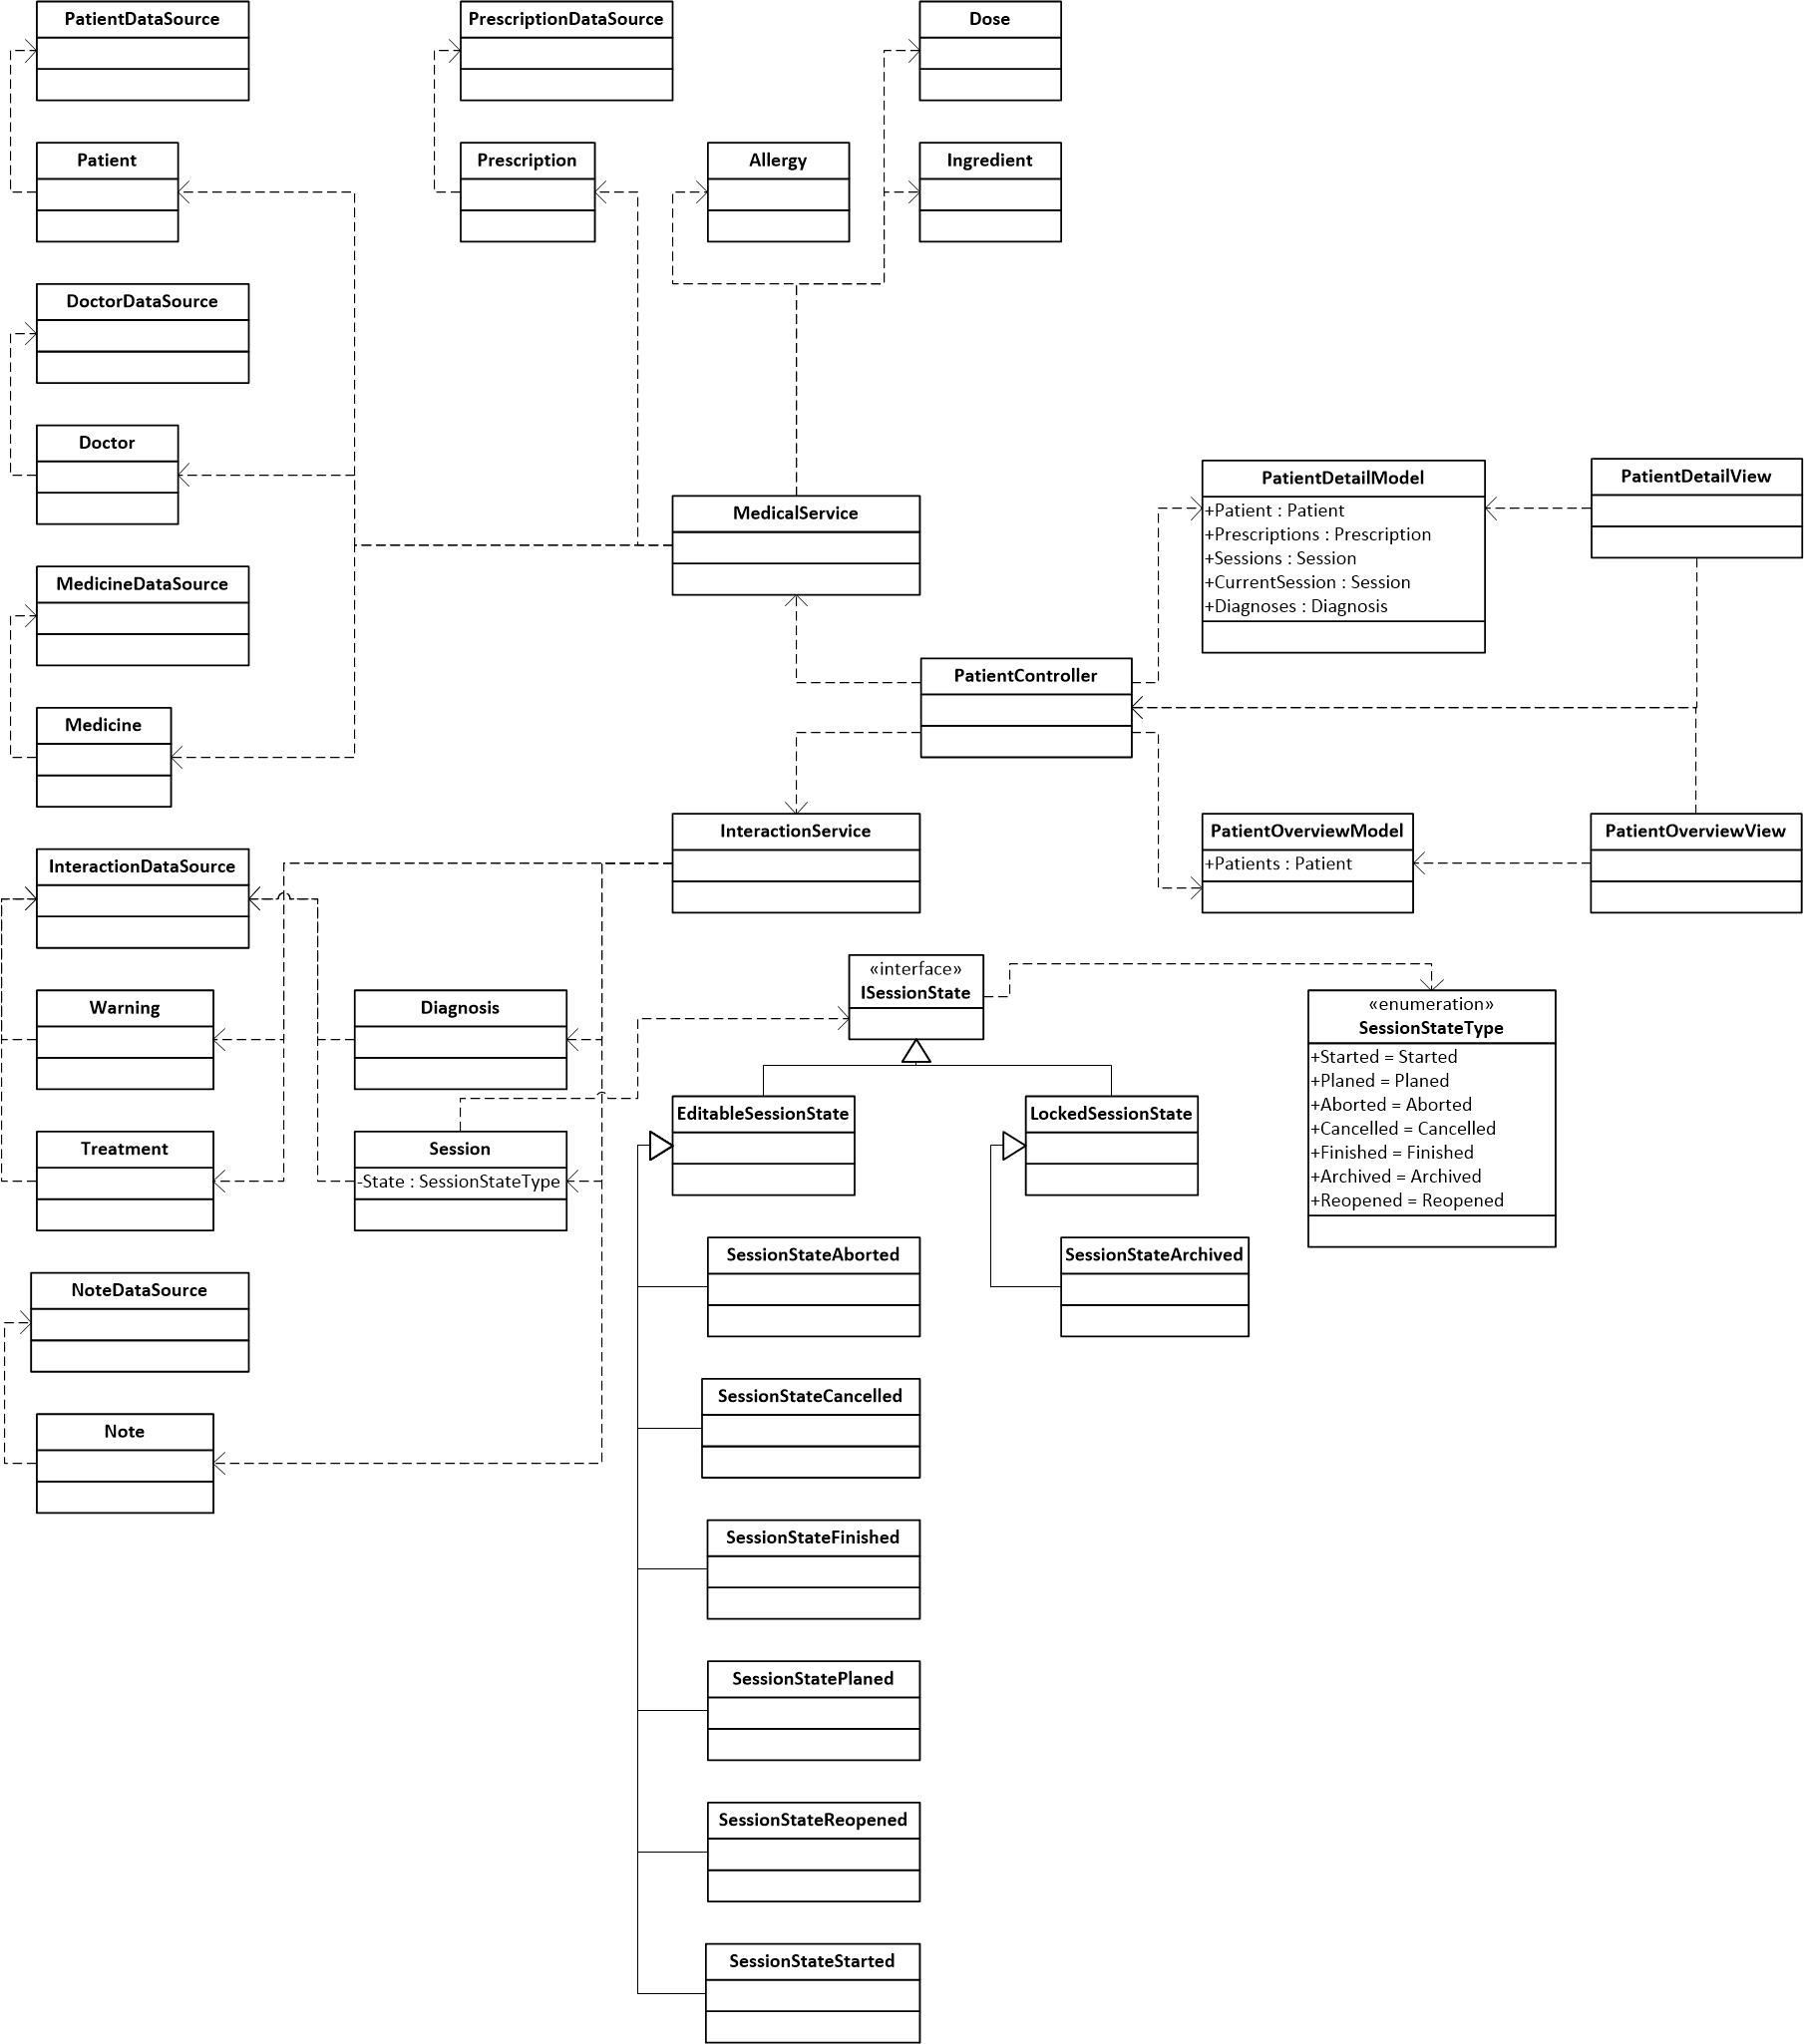 PatientDataSource
PrescriptionDataSource
Dose
Patient
Prescription
Allergy
Ingredient
DoctorDataSource
Doctor
MedicineDataSource
Medicine
MedicalService
PatientDetailModel
+Patient : Patient
+Prescriptions : Prescription
+Sessions : Session
+CurrentSession : Session
+Diagnoses : Diagnosis
PatientDetailView
PatientController
InteractionService
PatientOverviewModel
+Patients : Patient
PatientOverviewView
InteractionDataSource
Warning
Diagnosis
Treatment
Session
-State : SessionStateType
NoteDataSource
Note
«interface»
ISessionState
«enumeration»
SessionStateType
+Started = Started
+Planed = Planed
+Aborted = Aborted
+Cancelled = Cancelled
+Finished = Finished
+Archived = Archived
+Reopened = Reopened
EditableSessionState
LockedSessionState
SessionStateAborted
SessionStateArchived
SessionStateCancelled
SessionStateFinished
SessionStatePlaned
SessionStateReopened
SessionStateStarted